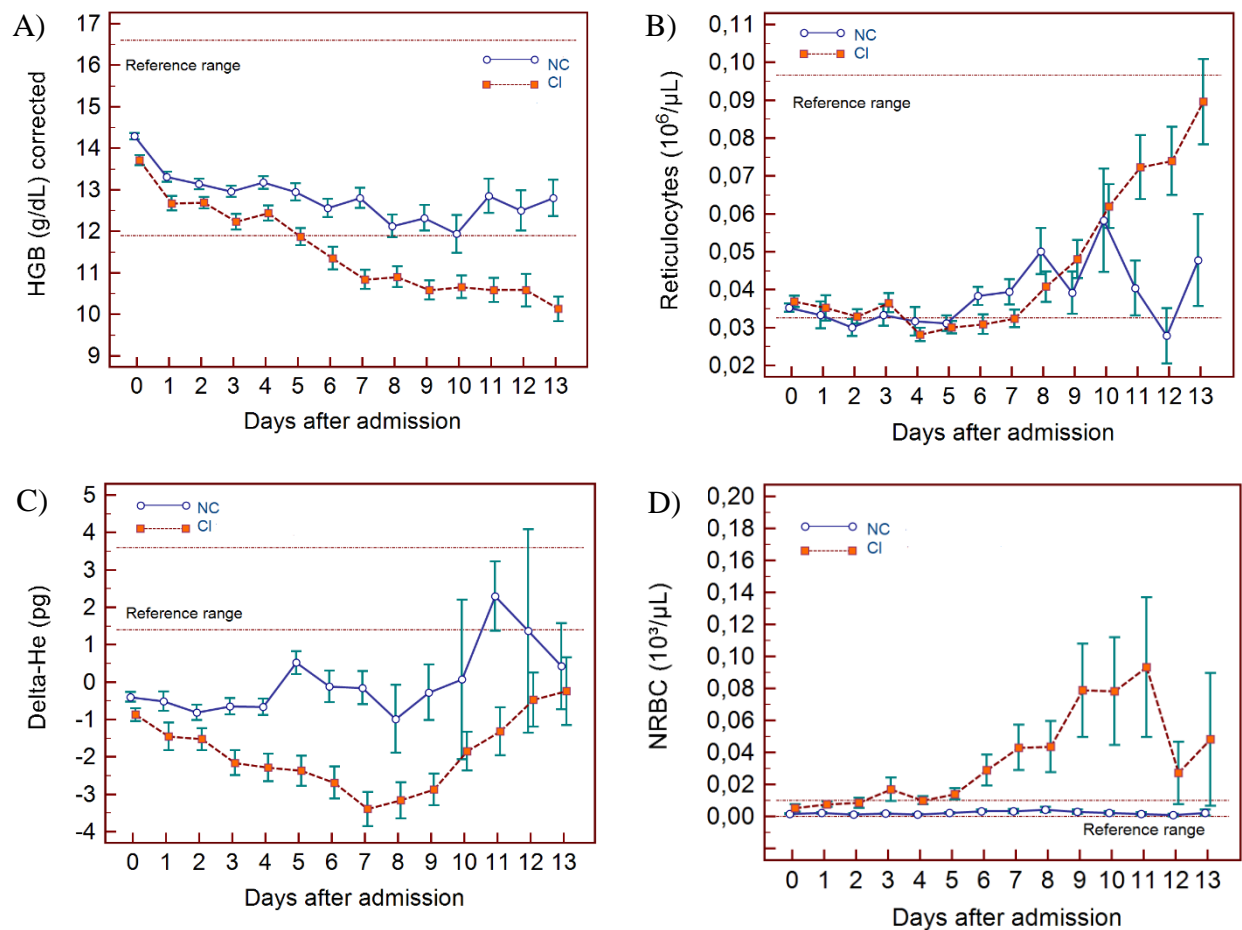 A)
HGB (g/dL) corrected
17
16
15
14
13
12
11
10
9
Reference range
NC
CI
0 1 2 3 4 5 6 7 8 9 10 11 12 13
Days after admission
B)
Reticulocytes (10⁶/µL)
0,11
0,10
0,09
0,08
0,07
0,06
0,05
0,04
0,03
0,02
NC
CI
Reference range
0 1 2 3 4 5 6 7 8 9 10 11 12 13
Days after admission
C)
Delta-He (pg)
5
4
3
2
1
0
-1
-2
-3
-4
NC
CI
Reference range
0 1 2 3 4 5 6 7 8 9 10 11 12 13
Days after admission
D)
NRBC (10³/µL)
0,20
0,18
0,16
0,14
0,12
0,10
0,08
0,06
0,04
0,02
0,00
NC
CI
Reference range
0 1 2 3 4 5 6 7 8 9 10 11 12 13
Days after admission